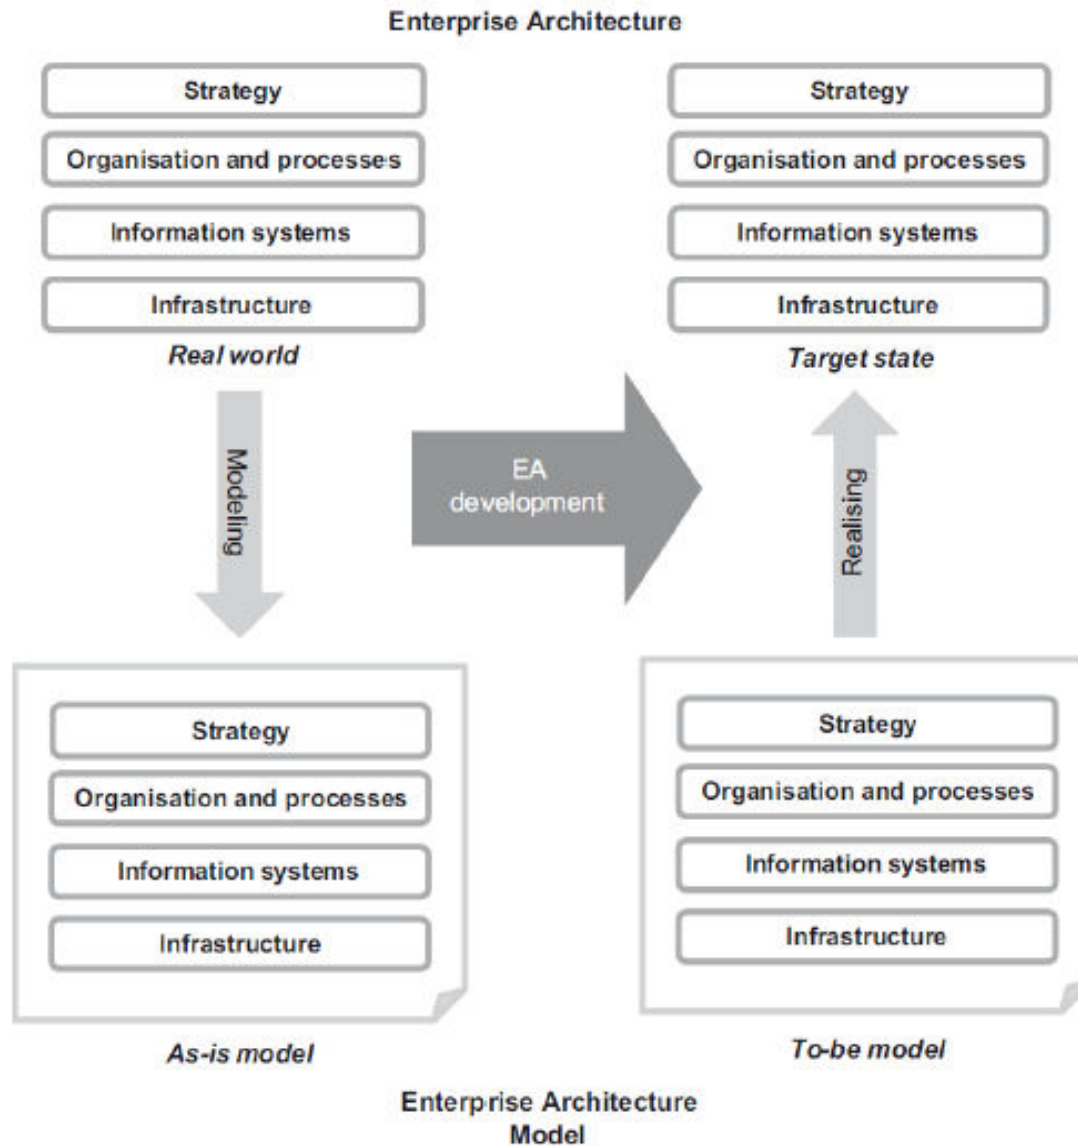 Enterprise Architecture
Strategy
Organisation and processes
Information systems
Infrastructure
Real world
Strategy
Organisation and processes
Information systems
Infrastructure
Target state
Modeling
EA
development
Realising
Strategy
Organisation and processes
Information systems
Infrastructure
As-is model
Strategy
Organisation and processes
Information systems
Infrastructure
To-be model
Enterprise Architecture
Model